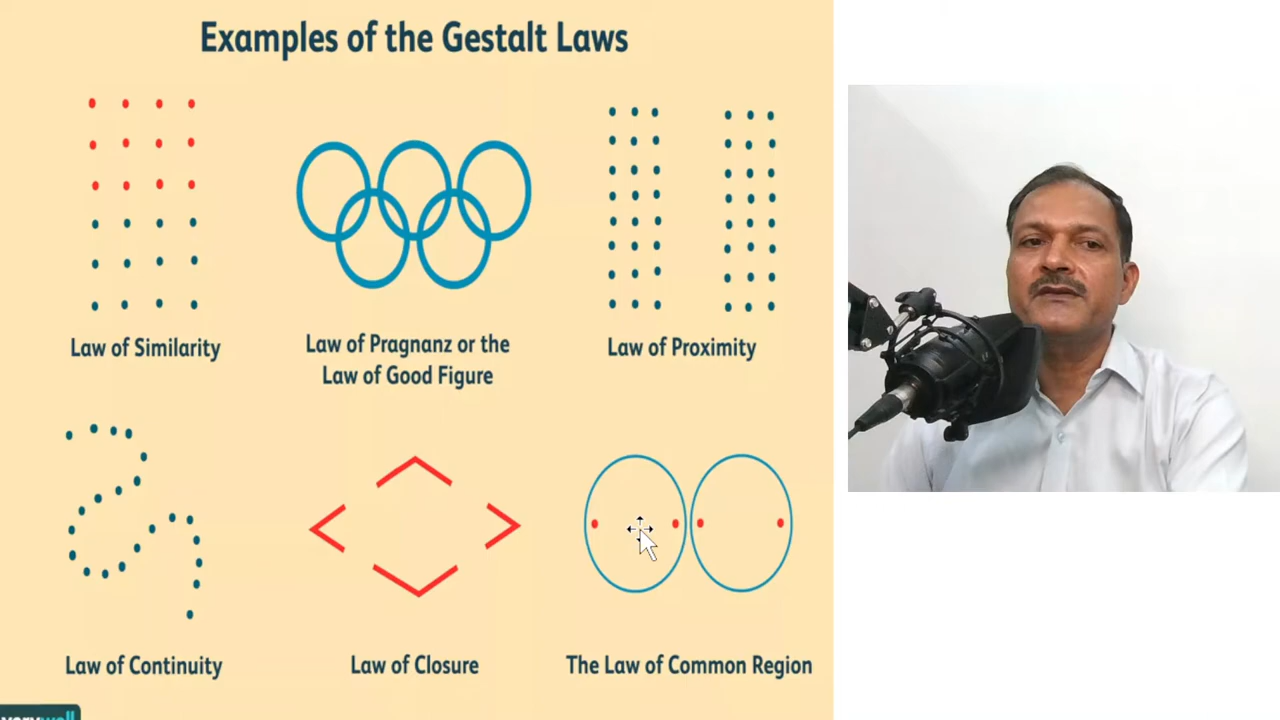 Examples of the Gestalt Laws
Law of Similarity
Law of Pragnanz or the
Law of Good Figure
Law of Proximity
Law of Continuity
Law of Closure
The Law of Common Region